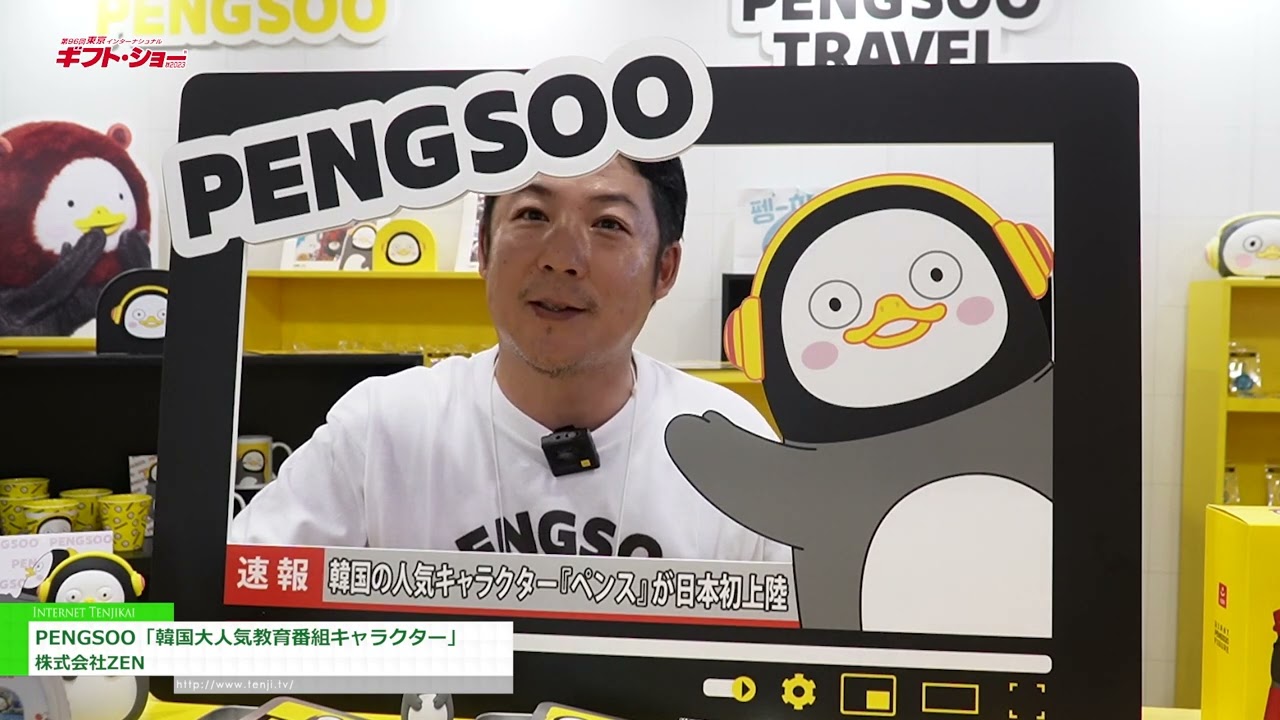 PENGSOO
PENGSOO
TRAVEL
第96回東京インターナショナル
ギフト・ショー秋2023
PENGSOO
PENGSOO
速報
韓国の人気キャラクター『ペンス』が日本初上陸
INTERNET TENJIKAI
PENGSOO「韓国大人気教育番組キャラクター」
株式会社ZEN
http://www.tenji.tv/